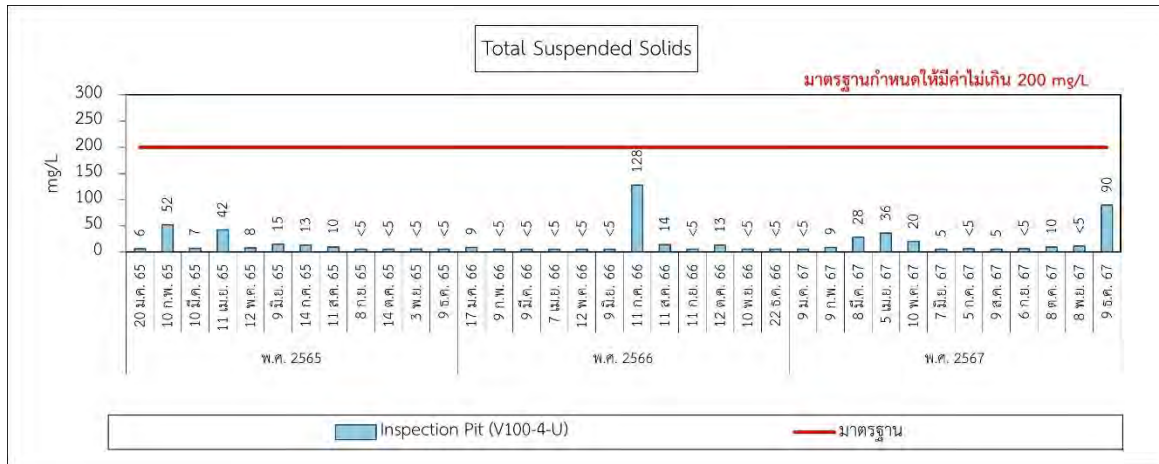 Total Suspended Solids
มาตรฐานกำหนดให้มีค่าไม่เกิน 200 mg/L
mg/L
300
250
200
150
100
50
0
6 52 7 42 8 15 13 10 <5 <5 <5 <5 9 <5 <5 <5 <5 <5 128 14 <5 13 <5 <5 <5 9 28 36 20 5 <5 5 <5 10 <5 90
20 ม.ค. 65
10 ก.พ. 65
10 มี.ค. 65
11 เม.ย. 65
12 พ.ค. 65
9 มิ.ย. 65
14 ก.ค. 65
11 ส.ค. 65
8 ก.ย. 65
14 ต.ค. 65
3 พ.ย. 65
9 ธ.ค. 65
17 ม.ค. 66
9 ก.พ. 66
9 มี.ค. 66
7 เม.ย. 66
12 พ.ค. 66
9 มิ.ย. 66
11 ก.ค. 66
11 ส.ค. 66
11 ก.ย. 66
12 ต.ค. 66
10 พ.ย. 66
22 ธ.ค. 66
9 ม.ค. 67
9 ก.พ. 67
8 มี.ค. 67
5 เม.ย. 67
10 พ.ค. 67
7 มิ.ย. 67
5 ก.ค. 67
9 ส.ค. 67
6 ก.ย. 67
8 ต.ค. 67
8 พ.ย. 67
9 ธ.ค. 67
พ.ศ. 2565 พ.ศ. 2566 พ.ศ. 2567
Inspection Pit (V100-4-U) มาตรฐาน